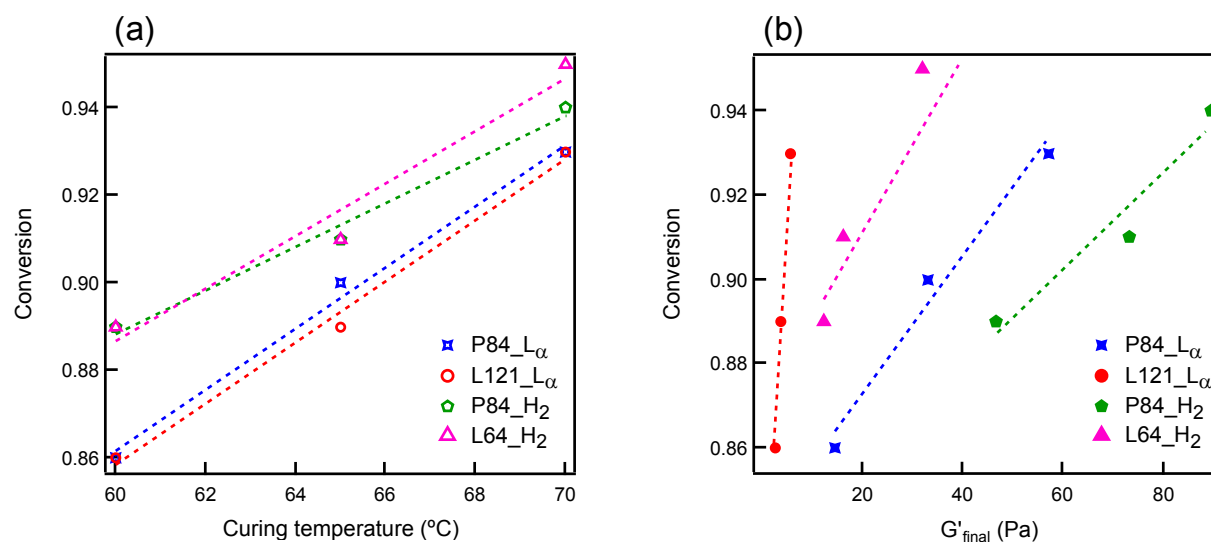 (a)
Conversion
0.94
0.92
0.90
0.88
0.86
60
62
64
66
68
70
Curing temperature (ºC)
P84_Lα
L121_Lα
P84_H2
L64_H2
(b)
Conversion
0.94
0.92
0.90
0.88
0.86
20
40
60
80
G'final (Pa)
P84_Lα
L121_Lα
P84_H2
L64_H2